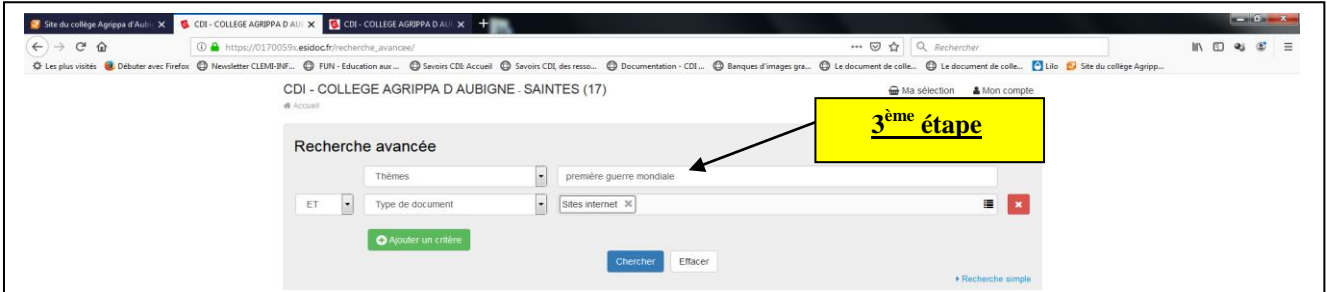 Site du collège Agrippa d'Aubi CDI - COLLEGE AGRIPPA D AU CDI - COLLEGE AGRIPPA D AU
https://0170059x.esidoc.fr/recherche_avancee/ Rechercher
Les plus visités Débuter avec Firefox Newsletter CLEMI-INF... FUN - Education aux ... Savoirs CDI: Accueil Savoirs CDI, des resso... Documentation - CDI ... Banques d'images gra... Le document de colle... Le document de colle... Lilo Site du collège Agripp...
CDI - COLLEGE AGRIPPA D AUBIGNE - SAINTES (17) Ma sélection Mon compte
Accueil
3ème étape
Recherche avancée
Thèmes première guerre mondiale
ET Type de document Sites internet
Ajouter un critère
Chercher Effacer
Recherche simple